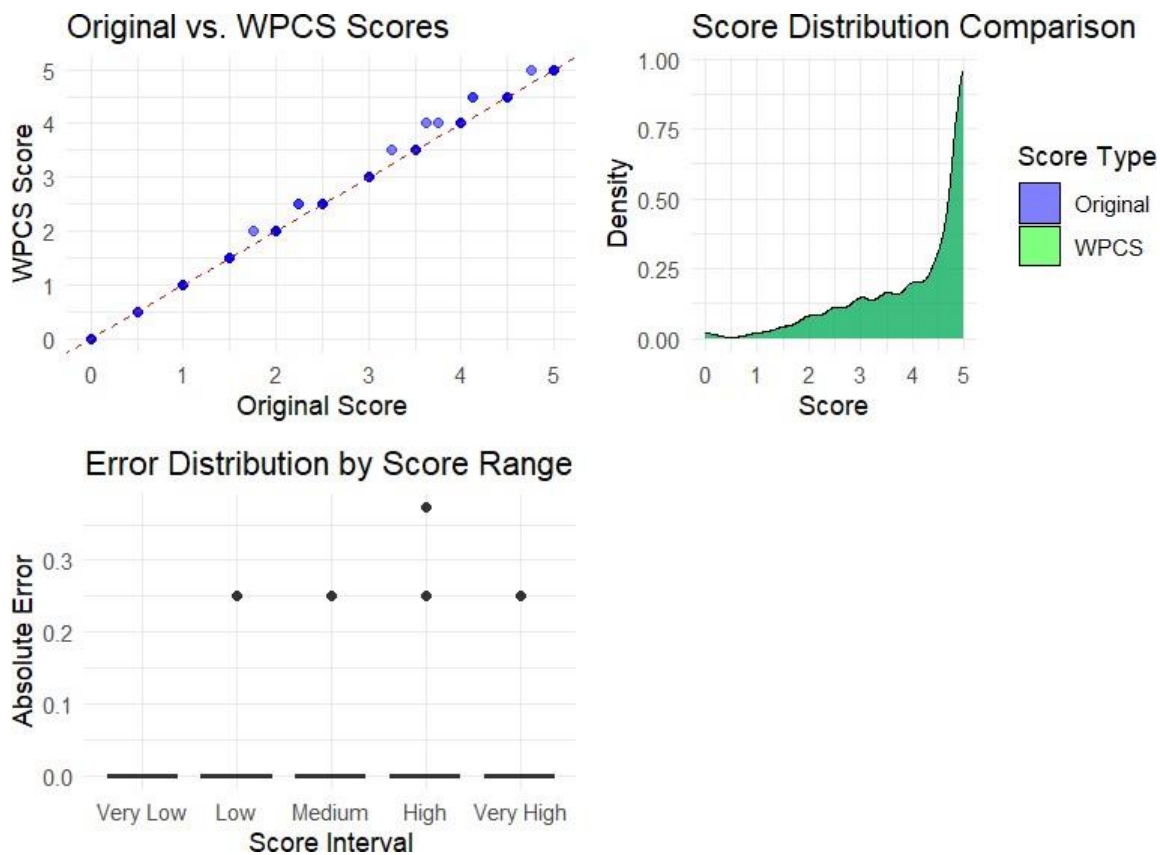 Original vs. WPCS Scores
5
4
3
2
1
0
WPCS Score
0 1 2 3 4 5
Original Score
Score Distribution Comparison
1.00
0.75
0.50
0.25
0.00
Density
0 1 2 3 4 5
Score
Score Type
Original
WPCS
Error Distribution by Score Range
0.3
0.2
0.1
0.0
Absolute Error
Very Low Low Medium High Very High
Score Interval